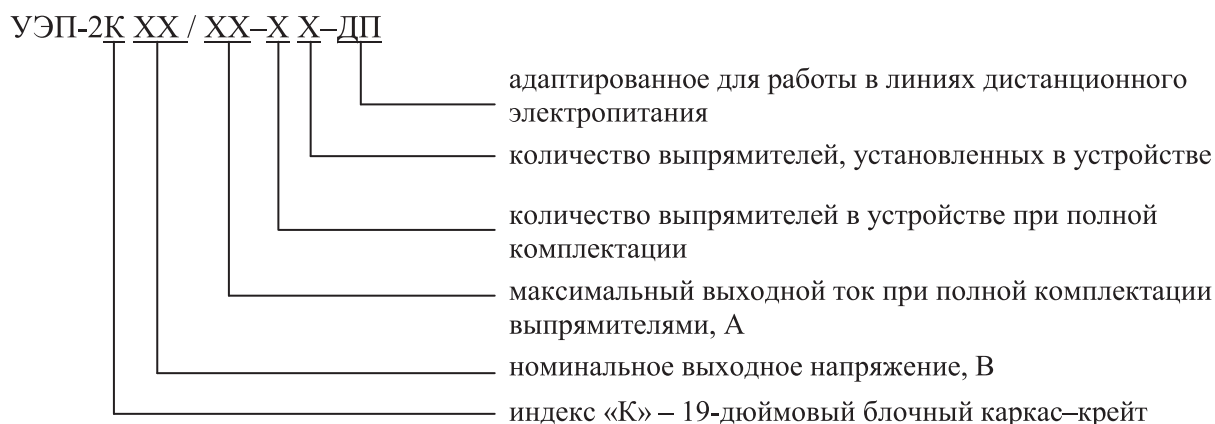 УЭП-2К ХХ / ХХ–Х Х–ДП
адаптированное для работы в линиях дистанционного
электропитания
количество выпрямителей, установленных в устройстве
количество выпрямителей в устройстве при полной
комплектации
максимальный выходной ток при полной комплектации
выпрямителями, А
номинальное выходное напряжение, В
индекс «К» – 19-дюймовый блочный каркас–крейт